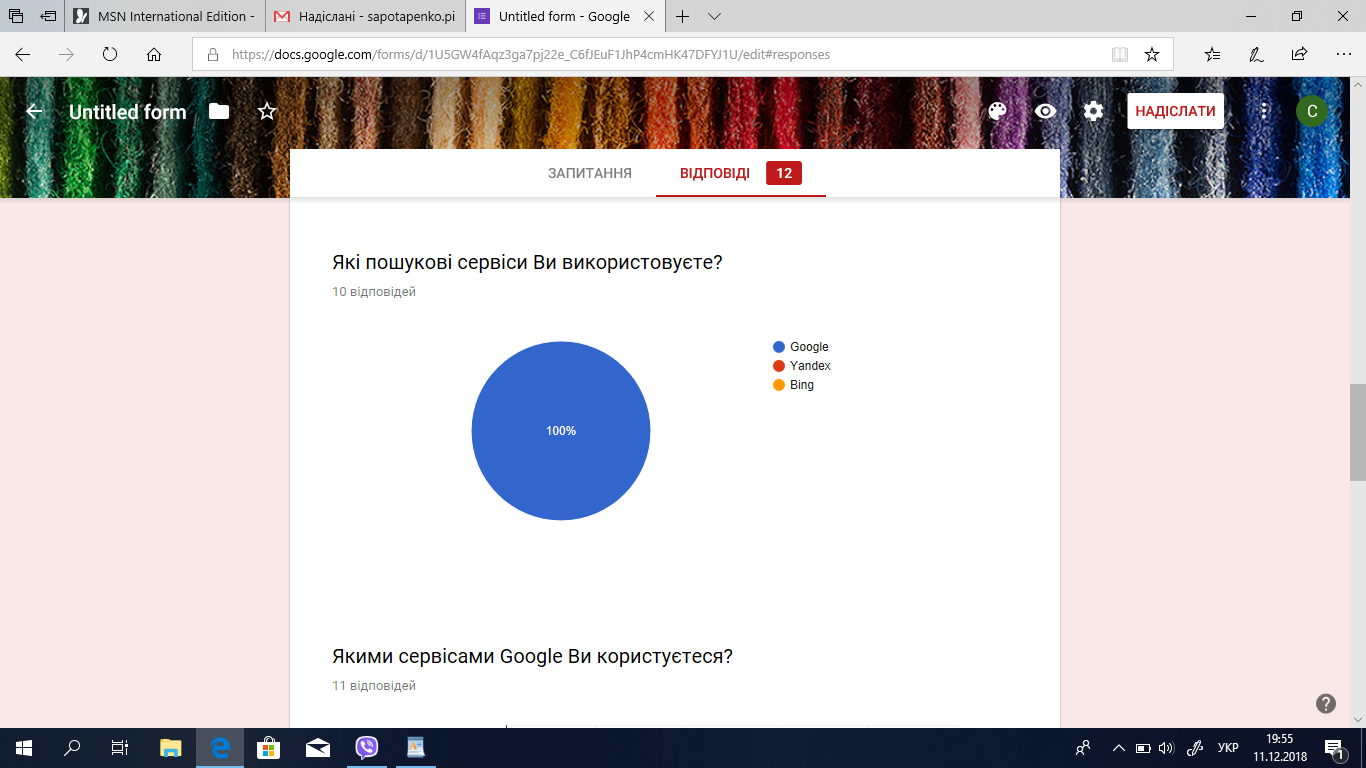 MSN International Edition -
Надіслані - sapotapenko.pi
Untitled form - Google
https://docs.google.com/forms/d/1U5GW4fAqz3ga7pj22e_C6fJEuF1JhP4cmHK47DFYJ1U/edit#responses
Untitled form
НАДІСЛАТИ
С
ЗАПИТАННЯ
ВІДПОВІДІ 12
Які пошукові сервіси Ви використовуєте?
10 відповідей
100%
Google
Yandex
Bing
Якими сервісами Google Ви користуєтеся?
11 відповідей
УКР
19:55
11.12.2018
1